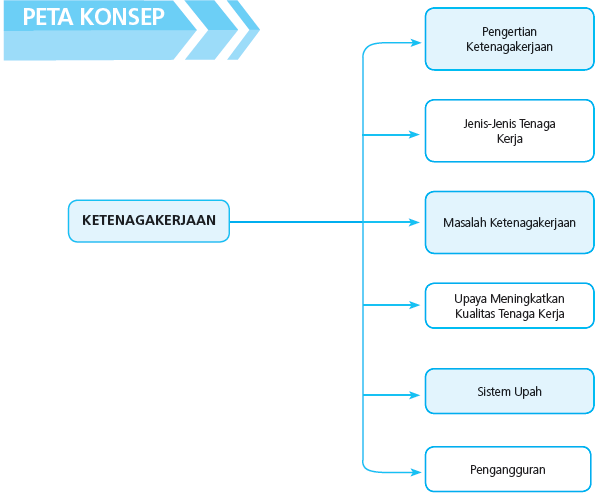 PETA KONSEP
Pengertian
Ketenagakerjaan
Jenis-Jenis Tenaga
Kerja
KETENAGAKERJAAN
Masalah Ketenagakerjaan
Upaya Meningkatkan
Kualitas Tenaga Kerja
Sistem Upah
Pengangguran